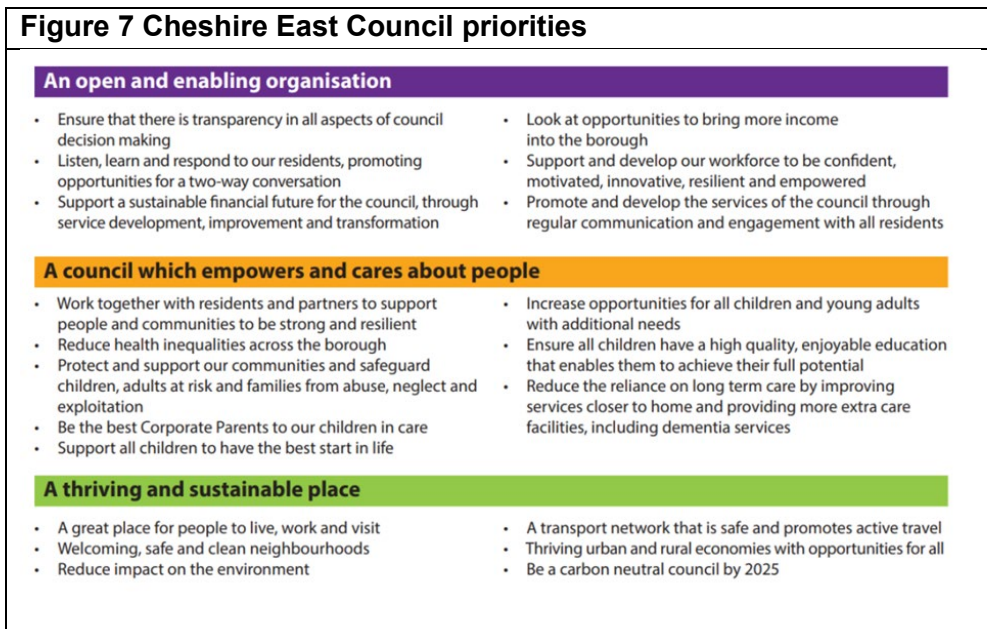 Figure 7 Cheshire East Council priorities
An open and enabling organisation
• Ensure that there is transparency in all aspects of council
decision making
• Listen, learn and respond to our residents, promoting
opportunities for a two-way conversation
• Support a sustainable financial future for the council, through
service development, improvement and transformation
• Look at opportunities to bring more income
into the borough
• Support and develop our workforce to be confident,
motivated, innovative, resilient and empowered
• Promote and develop the services of the council through
regular communication and engagement with all residents
A council which empowers and cares about people
• Work together with residents and partners to support
people and communities to be strong and resilient
• Reduce health inequalities across the borough
• Protect and support our communities and safeguard
children, adults at risk and families from abuse, neglect and
exploitation
• Be the best Corporate Parents to our children in care
• Support all children to have the best start in life
• Increase opportunities for all children and young adults
with additional needs
• Ensure all children have a high quality, enjoyable education
that enables them to achieve their full potential
• Reduce the reliance on long term care by improving
services closer to home and providing more extra care
facilities, including dementia services
A thriving and sustainable place
• A great place for people to live, work and visit
• Welcoming, safe and clean neighbourhoods
• Reduce impact on the environment
• A transport network that is safe and promotes active travel
• Thriving urban and rural economies with opportunities for all
• Be a carbon neutral council by 2025